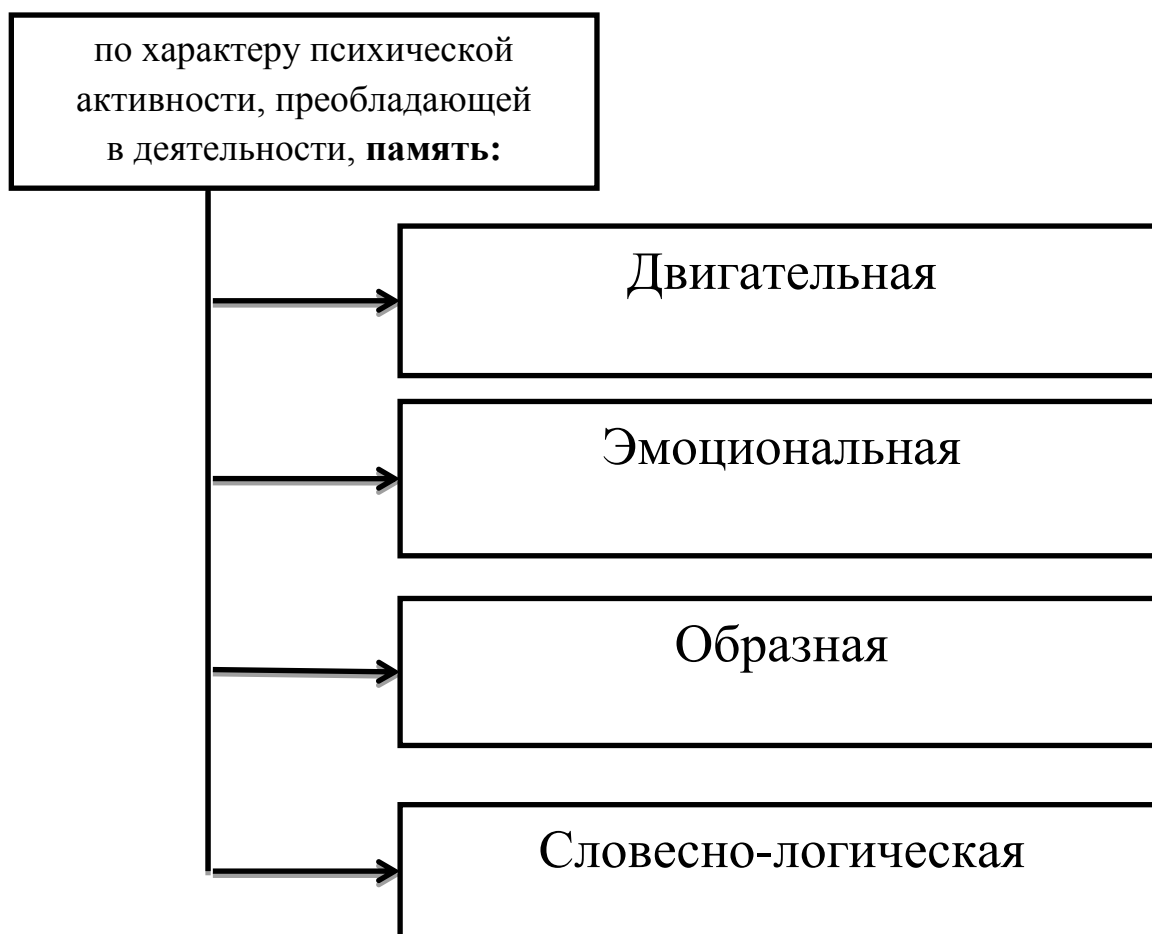 по характеру психической
активности, преобладающей
в деятельности, память:
Двигательная
Эмоциональная
Образная
Словесно-логическая